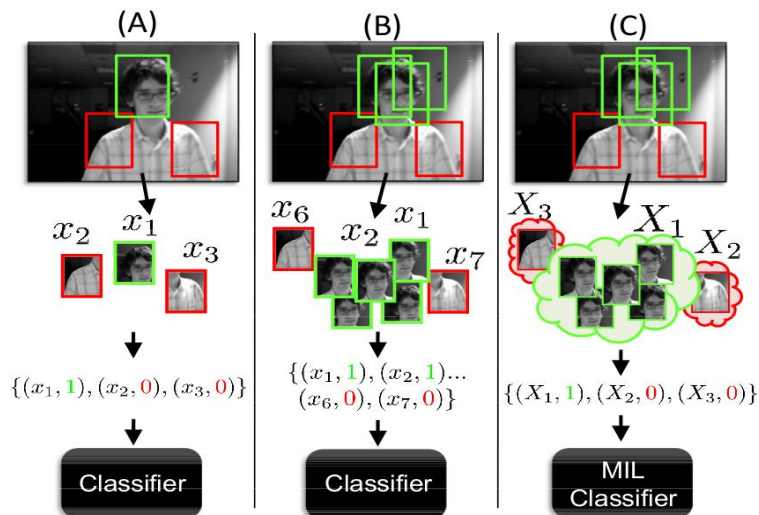 (A)
(B)
(C)
x₂ x₁ x₃
x₆ x₂ x₁ x₇
X₃ X₁ X₂
{(x₁, 1), (x₂, 0), (x₃, 0)}
{(x₁, 1), (x₂, 1)...
(x₆, 0), (x₇, 0)}
{(X₁, 1), (X₂, 0), (X₃, 0)}
Classifier
Classifier
MIL
Classifier